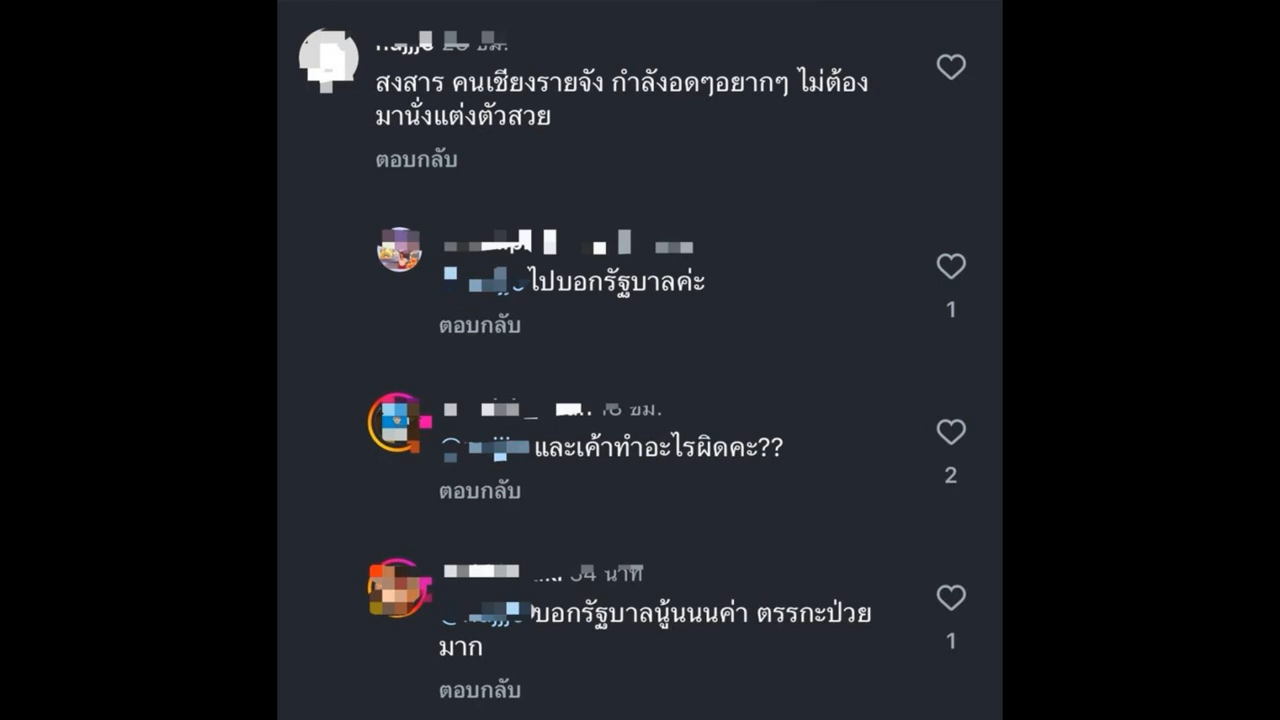 สงสาร คนเชียงรายจัง กำลังอดๆอยากๆ ไม่ต้อง
มานั่งแต่งตัวสวย
ตอบกลับ
ไปบอกรัฐบาลค่ะ
1
ตอบกลับ
ชม.
และเค้าทำอะไรผิดคะ??
2
ตอบกลับ
นาที
บอกรัฐบาลนู้นนนค่า ตรรกะป่วย
มาก
1
ตอบกลับ